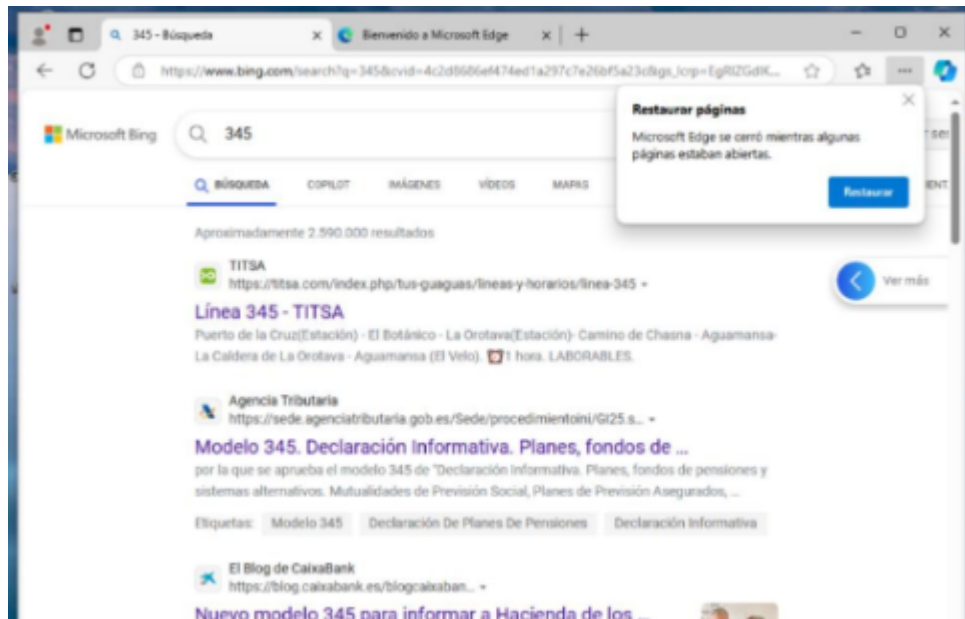 345 - Búsqueda
Bienvenido a Microsoft Edge
https://www.bing.com/search?q=345&cvid=
Microsoft Bing
345
Restaurar páginas
Microsoft Edge se cerró mientras algunas
páginas estaban abiertas.
Restaurar
BÚSQUEDA COPILOT IMÁGENES VÍDEOS MAPAS
Aproximadamente 2.590.000 resultados
Ver más
TITSA
https://titsa.com/index.php/tus-guaguas/lineas-y-horarios/linea-345
Línea 345 - TITSA
Puerto de la Cruz(Estación) - El Botánico - La Orotava(Estación)- Camino de Chasna - Aguamansa-
La Caldera de La Orotava - Aguamansa (El Velo). ⏰1 hora. LABORABLES.
Agencia Tributaria
https://sede.agenciatributaria.gob.es/Sede/procedimientoini/GI25.s...
Modelo 345. Declaración Informativa. Planes, fondos de ...
por la que se aprueba el modelo 345 de "Declaración Informativa. Planes, fondos de pensiones y
sistemas alternativos. Mutualidades de Previsión Social, Planes de Previsión Asegurados, ...
Etiquetas: Modelo 345 Declaración De Planes De Pensiones Declaración Informativa
El Blog de CaixaBank
https://blog.caixabank.es/blogcaixaban...
Nuevo modelo 345 para informar a Hacienda de los ...